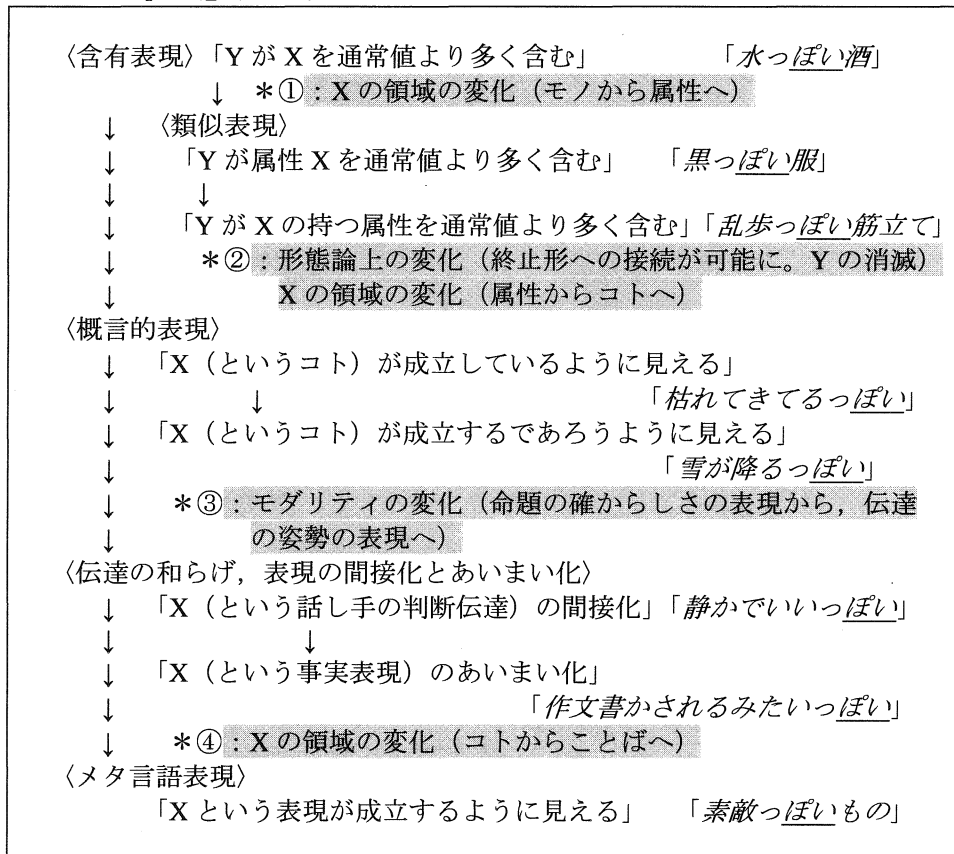 〈含有表現〉「Y が X を通常値より多く含む」 「水っぽい酒」
↓ *①：X の領域の変化（モノから属性へ）
↓ 〈類似表現〉
↓ 「Y が属性 X を通常値より多く含む」 「黒っぽい服」
↓ ↓
↓ 「Y が X の持つ属性を通常値より多く含む」「乱歩っぽい筋立て」
↓ *②：形態論上の変化（終止形への接続が可能に。Y の消滅）
↓ X の領域の変化（属性からコトへ）
〈概言的表現〉
↓ 「X（というコト）が成立しているように見える」
↓ ↓ 「枯れてきてるっぽい」
↓ 「X（というコト）が成立するであろうように見える」
↓ 「雪が降るっぽい」
↓ *③：モダリティの変化（命題の確からしさの表現から，伝達
↓ の姿勢の表現へ）
〈伝達の和らげ，表現の間接化とあいまい化〉
↓ 「X（という話し手の判断伝達）の間接化」「静かでいいっぽい」
↓ ↓
↓ 「X（という事実表現）のあいまい化」
↓ 「作文書かされるみたいっぽい」
↓ *④：X の領域の変化（コトからことばへ）
〈メタ言語表現〉
「X という表現が成立するように見える」 「素敵っぽいもの」